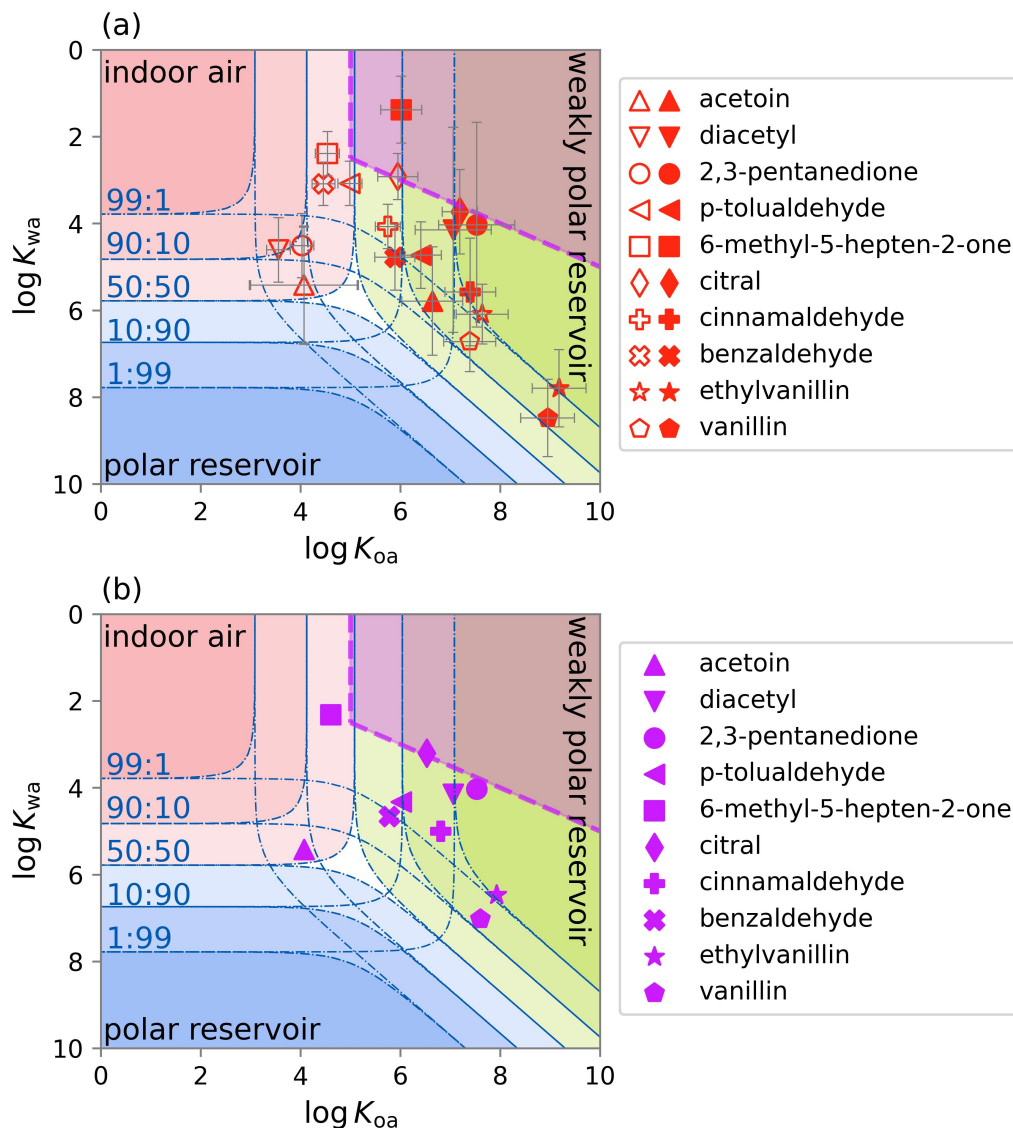 (a)
0
2
4
6
8
10
log Kwa
indoor air
99:1
90:10
50:50
10:90
1:99
polar reservoir
weakly polar reservoir
0 2 4 6 8 10
log Koa
acetoin
diacetyl
2,3-pentanedione
p-tolualdehyde
6-methyl-5-hepten-2-one
citral
cinnamaldehyde
benzaldehyde
ethylvanillin
vanillin
(b)
0
2
4
6
8
10
log Kwa
indoor air
99:1
90:10
50:50
10:90
1:99
polar reservoir
weakly polar reservoir
0 2 4 6 8 10
log Koa
acetoin
diacetyl
2,3-pentanedione
p-tolualdehyde
6-methyl-5-hepten-2-one
citral
cinnamaldehyde
benzaldehyde
ethylvanillin
vanillin